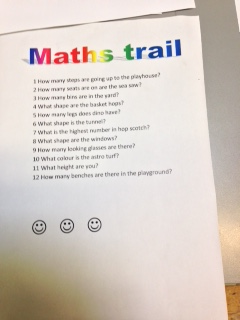 Maths trail
1 How many steps are going up to the playhouse?
2 How many seats are on are the sea saw?
3 How many bins are in the yard?
4 What shape are the basket hops?
5 How many legs does dino have?
6 What shape is the tunnel?
7 What is the highest number in hop scotch?
8 What shape are the windows?
9 How many looking glasses are there?
10 What colour is the astro turf?
11 What height are you?
12 How many benches are there in the playground?